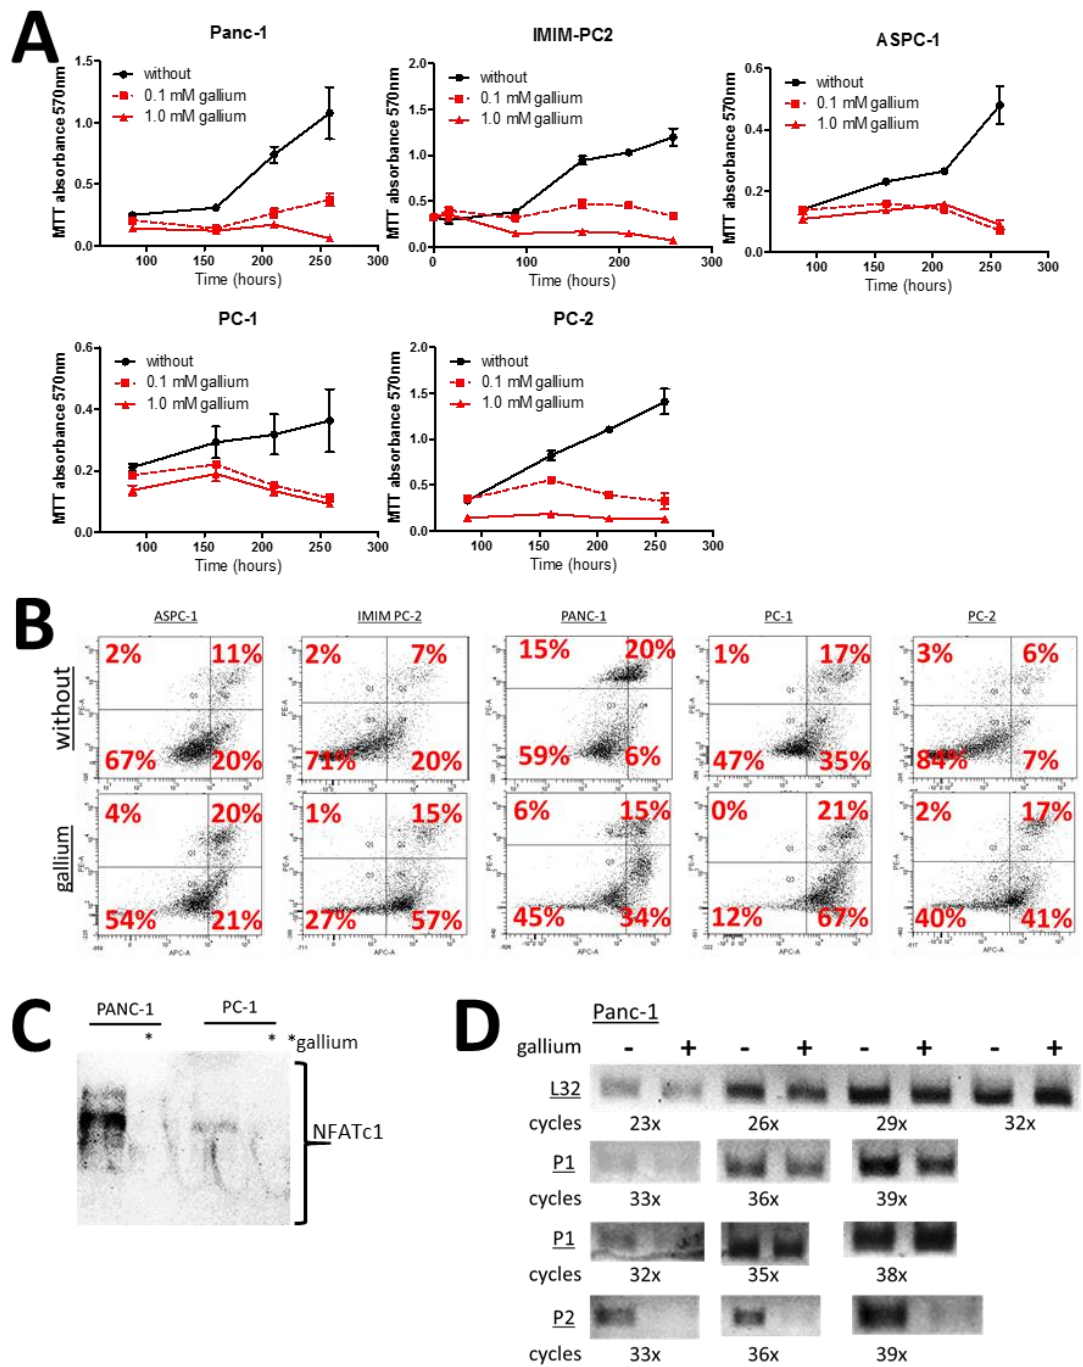 A
Panc-1
MTT absorbance 570nm
1.5
1.0
0.5
0.0
without
0.1 mM gallium
1.0 mM gallium
100 150 200 250 300
Time (hours)
IMIM-PC2
MTT absorbance 570nm
2.0
1.5
1.0
0.5
0.0
without
0.1 mM gallium
1.0 mM gallium
0 50 100 150 200 250 300
Time (hours)
ASPC-1
MTT absorbance 570nm
0.6
0.4
0.2
0.0
without
0.1 mM gallium
1.0 mM gallium
100 150 200 250 300
Time (hours)
PC-1
MTT absorbance 570nm
0.6
0.4
0.2
0.0
without
0.1 mM gallium
1.0 mM gallium
100 150 200 250 300
Time (hours)
PC-2
MTT absorbance 570nm
2.0
1.5
1.0
0.5
0.0
without
0.1 mM gallium
1.0 mM gallium
100 150 200 250 300
Time (hours)
B
ASPC-1 IMIM PC-2 PANC-1 PC-1 PC-2
without
2% 11% 2% 7% 15% 20% 1% 17% 3% 6%
67% 20% 71% 20% 59% 6% 47% 35% 84% 7%
gallium
4% 20% 1% 15% 6% 15% 0% 21% 2% 17%
54% 21% 27% 57% 45% 34% 12% 67% 40% 41%
APC-A APC-A APC-A APC-A APC-A
C
PANC-1 PC-1
* * *gallium
NFATc1
D
Panc-1
gallium - + - + - + - +
L32
cycles 23x 26x 29x 32x
P1
cycles 33x 36x 39x
P1
cycles 32x 35x 38x
P2
cycles 33x 36x 39x